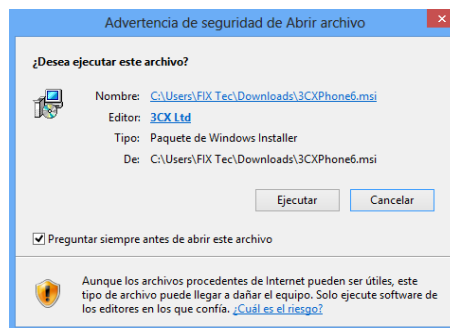 Advertencia de seguridad de Abrir archivo
¿Desea ejecutar este archivo?
Nombre: C:\Users\FIX Tec\Downloads\3CXPhone6.msi
Editor: 3CX Ltd
Tipo: Paquete de Windows Installer
De: C:\Users\FIX Tec\Downloads\3CXPhone6.msi
Ejecutar Cancelar
Preguntar siempre antes de abrir este archivo
Aunque los archivos procedentes de Internet pueden ser útiles, este
tipo de archivo puede llegar a dañar el equipo. Solo ejecute software de
los editores en los que confía. ¿Cuál es el riesgo?